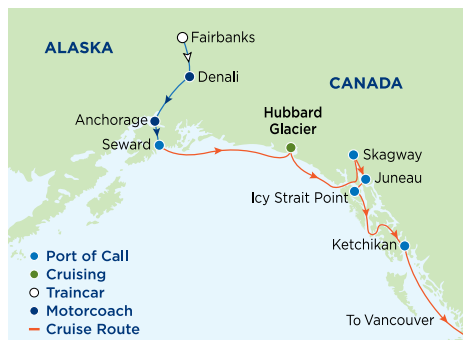 Fairbanks
ALASKA
Denali
CANADA
Hubbard
Glacier
Anchorage
Seward
Skagway
Juneau
Icy Strait Point
Ketchikan
Port of Call
Cruising
Traincar
Motorcoach
Cruise Route
To Vancouver